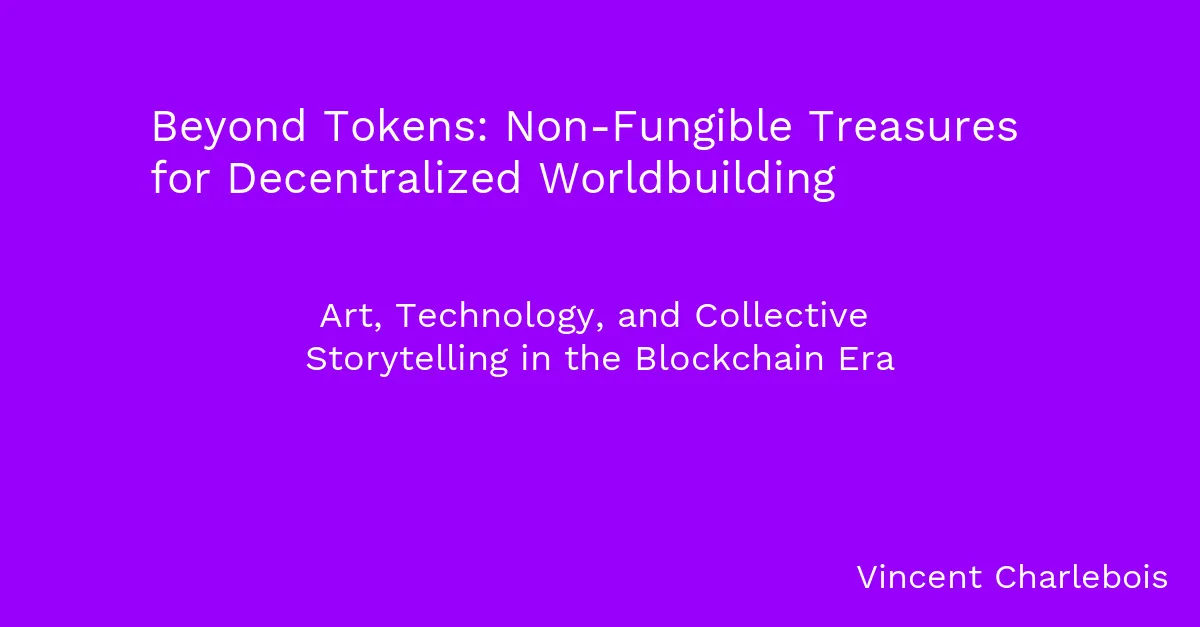 Beyond Tokens: Non-Fungible Treasures
for Decentralized Worldbuilding
Art, Technology, and Collective
Storytelling in the Blockchain Era
Vincent Charlebois